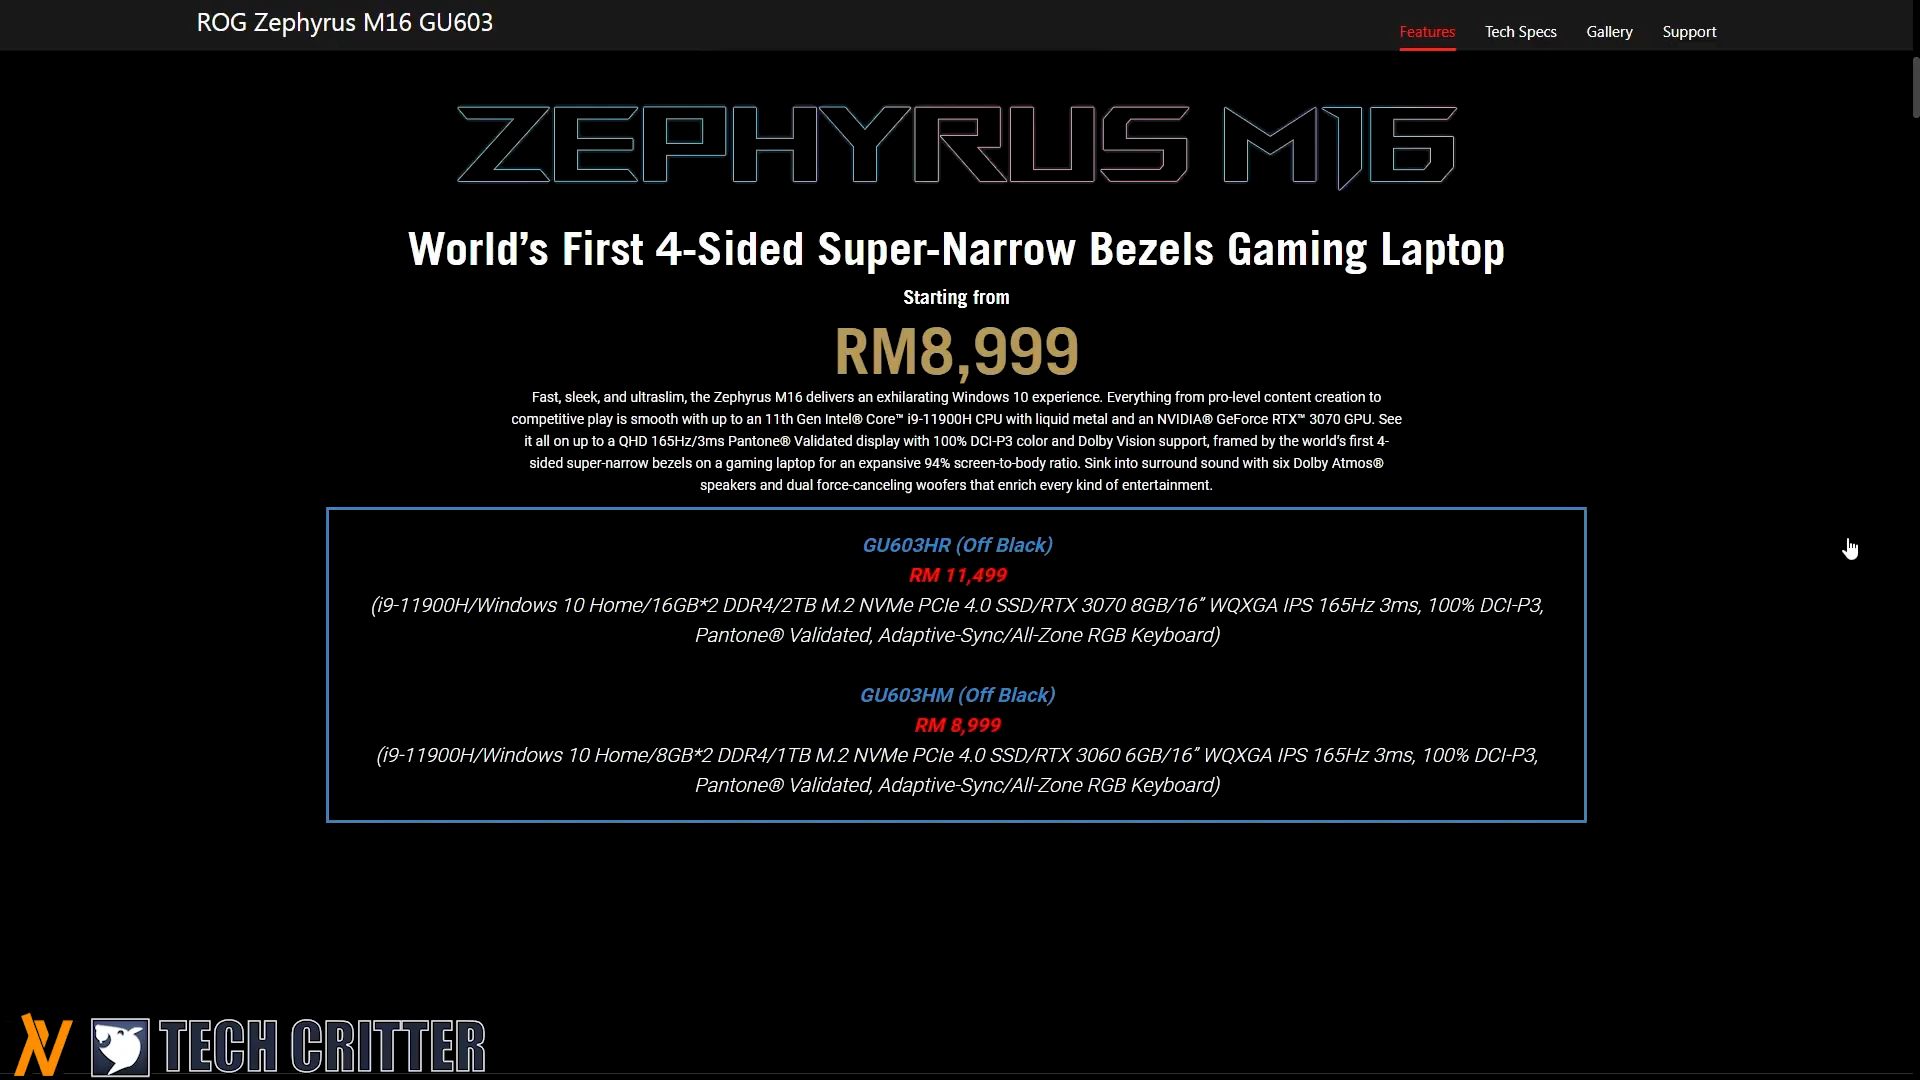 ROG Zephyrus M16 GU603
Features
Tech Specs
Gallery
Support
ZEPHYRUS M16
World’s First 4-Sided Super-Narrow Bezels Gaming Laptop
Starting from
RM8,999
Fast, sleek, and ultraslim, the Zephyrus M16 delivers an exhilarating Windows 10 experience. Everything from pro-level content creation to
competitive play is smooth with up to an 11th Gen Intel® Core™ i9-11900H CPU with liquid metal and an NVIDIA® GeForce RTX™ 3070 GPU. See
it all on up to a QHD 165Hz/3ms Pantone® Validated display with 100% DCI-P3 color and Dolby Vision support, framed by the world's first 4-
sided super-narrow bezels on a gaming laptop for an expansive 94% screen-to-body ratio. Sink into surround sound with six Dolby Atmos®
speakers and dual force-canceling woofers that enrich every kind of entertainment.
GU603HR (Off Black)
RM 11,499
(i9-11900H/Windows 10 Home/16GB*2 DDR4/2TB M.2 NVMe PCIe 4.0 SSD/RTX 3070 8GB/16” WQXGA IPS 165Hz 3ms, 100% DCI-P3,
Pantone® Validated, Adaptive-Sync/All-Zone RGB Keyboard)
GU603HM (Off Black)
RM 8,999
(i9-11900H/Windows 10 Home/8GB*2 DDR4/1TB M.2 NVMe PCIe 4.0 SSD/RTX 3060 6GB/16” WQXGA IPS 165Hz 3ms, 100% DCI-P3,
Pantone® Validated, Adaptive-Sync/All-Zone RGB Keyboard)
TECH CRITTER